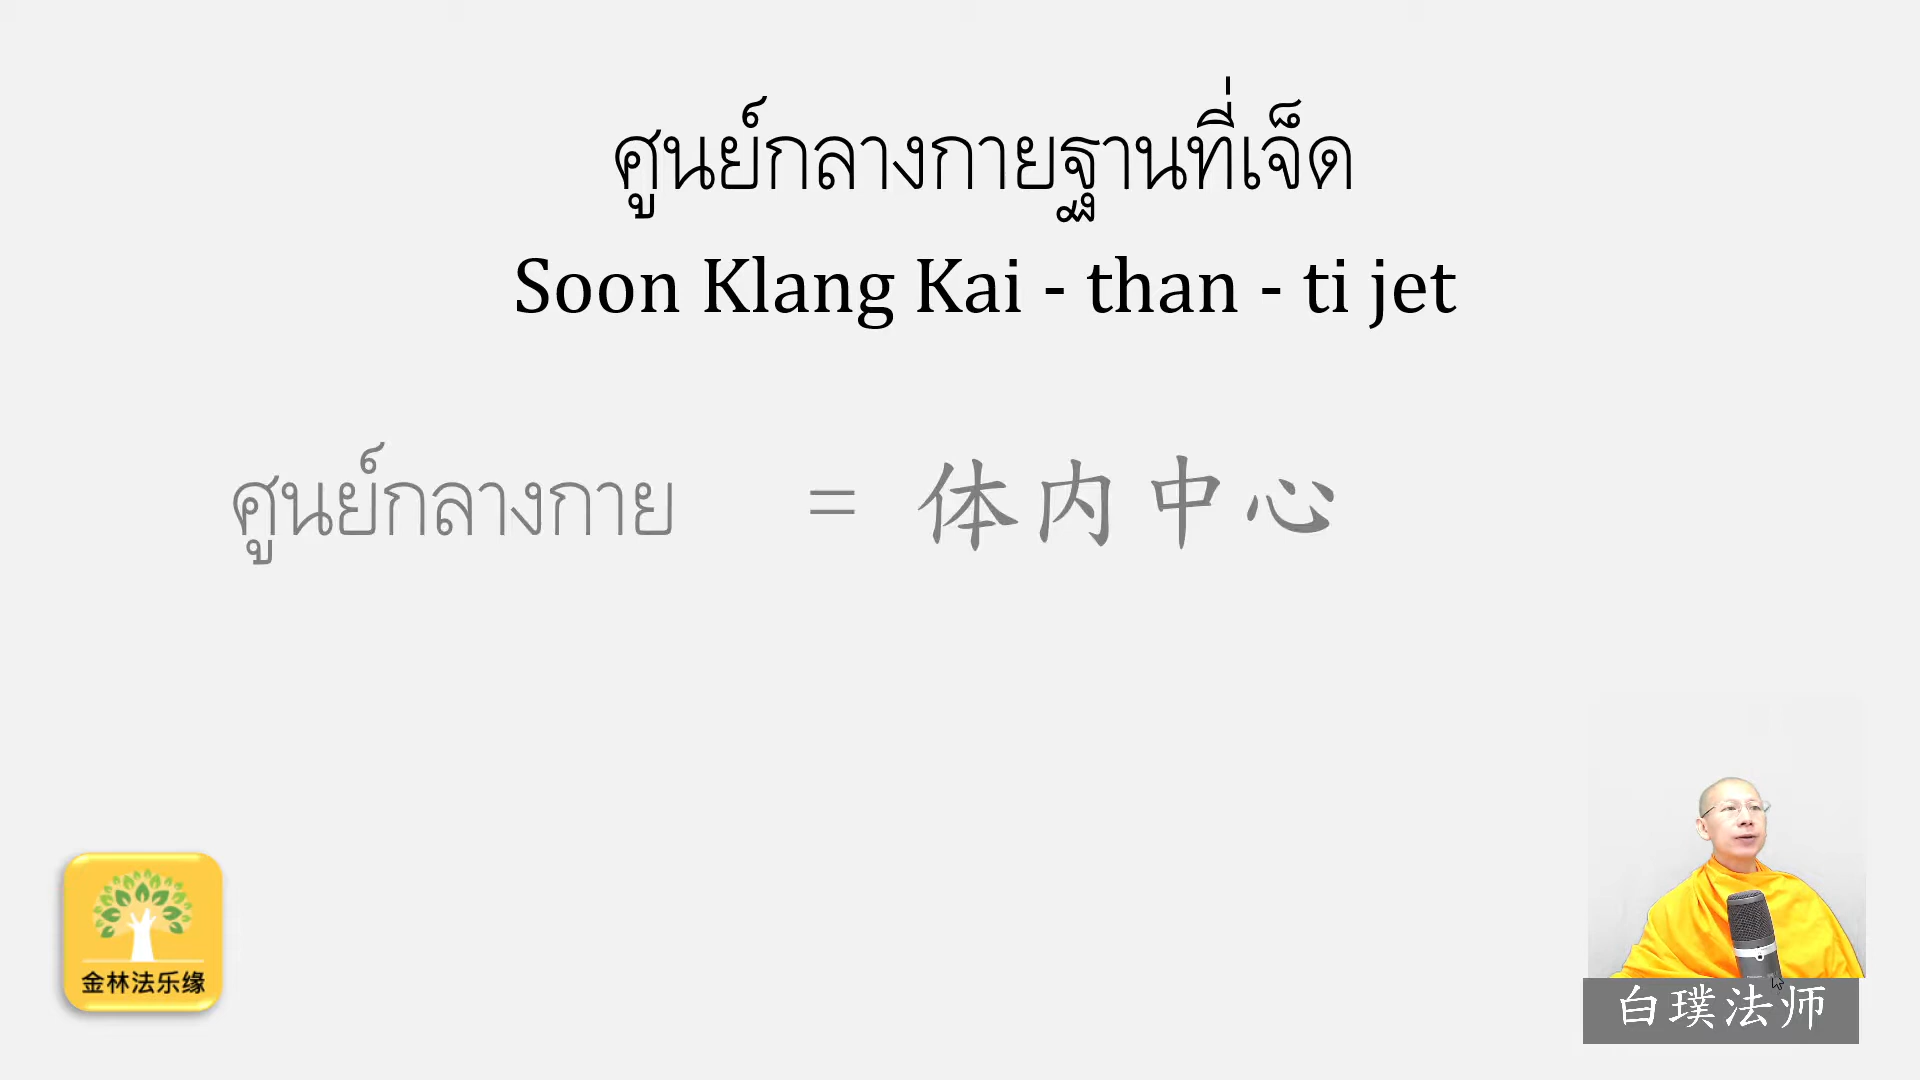 ศูนย์กลางกายฐานที่เจ็ด
Soon Klang Kai - than - ti jet
ศูนย์กลางกาย = 体内中心
金林法乐缘
白璞法师